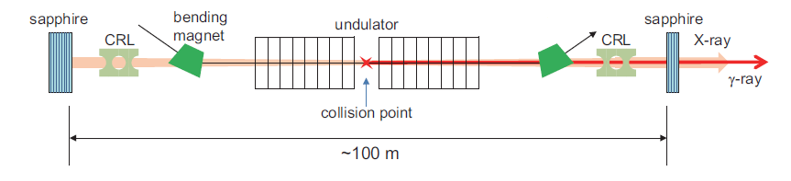 sapphire
CRL
bending
magnet
undulator
sapphire
CRL
X-ray
γ-ray
collision point
~100 m